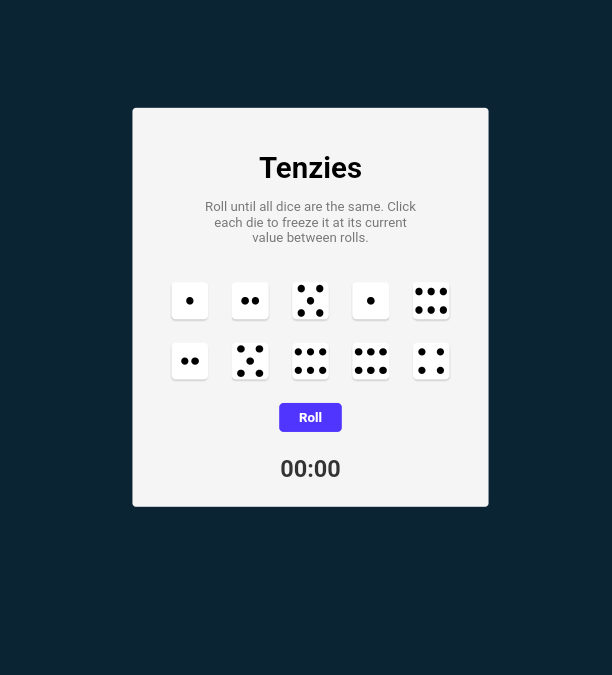 Tenzies
Roll until all dice are the same. Click
each die to freeze it at its current
value between rolls.
Roll
00:00